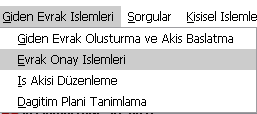 Giden Evrak Islemleri Sorgular Kisisel Islemle
Giden Evrak Olusturma ve Akis Baslatma
Evrak Onay Islemleri
Is Akisi Düzenleme
Dagitim Plani Tanimlama